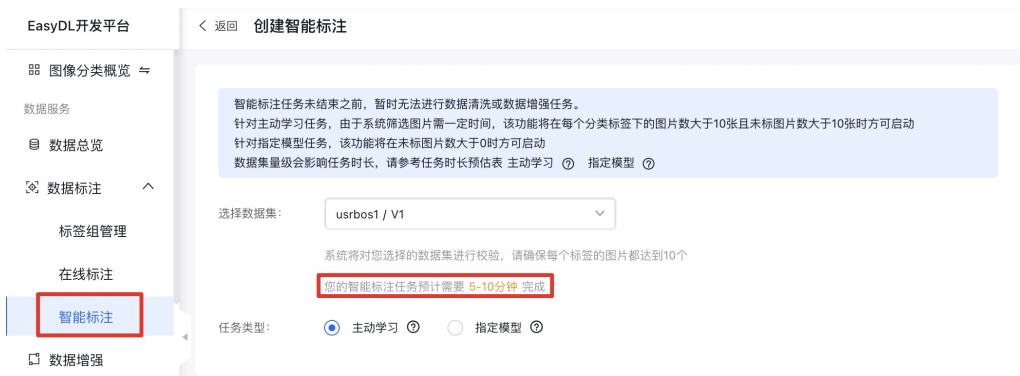 EasyDL开发平台
返回 创建智能标注
图像分类概览
数据服务
数据总览
数据标注
标签组管理
在线标注
智能标注
数据增强
智能标注任务未结束之前，暂时无法进行数据清洗或数据增强任务。
针对主动学习任务，由于系统筛选图片需一定时间，该功能将在每个分类标签下的图片数大于10张且未标图片数大于10张时方可启动
针对指定模型任务，该功能将在未标图片数大于0时方可启动
数据集量级会影响任务时长，请参考任务时长预估表 主动学习 ? 指定模型 ?
选择数据集： usrbos1 / V1
系统将对您选择的数据集进行校验，请确保每个标签的图片都达到10个
您的智能标注任务预计需要 5-10分钟 完成
任务类型： 主动学习 ? 指定模型 ?